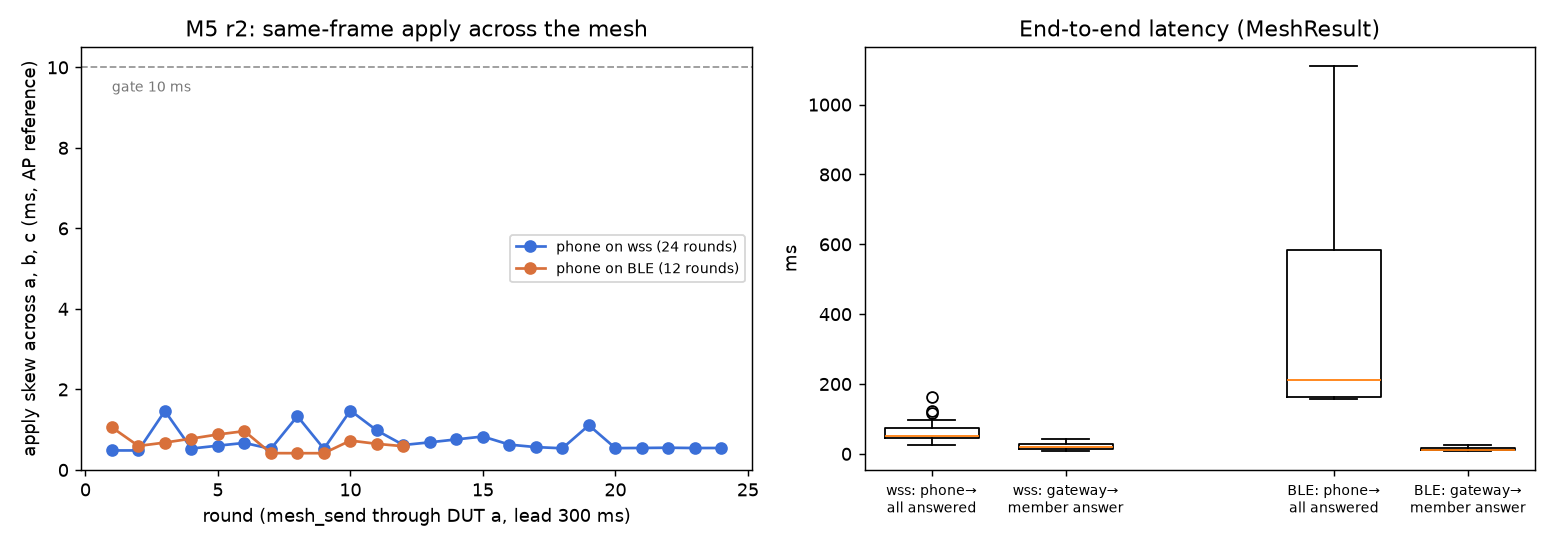 M5 r2: same-frame apply across the mesh
apply skew across a, b, c (ms, AP reference)
10
8
6
4
2
0
gate 10 ms
phone on wss (24 rounds)
phone on BLE (12 rounds)
0
5
10
15
20
25
round (mesh_send through DUT a, lead 300 ms)
End-to-end latency (MeshResult)
ms
1000
800
600
400
200
0
wss: phone→
all answered
wss: gateway→
member answer
BLE: phone→
all answered
BLE: gateway→
member answer